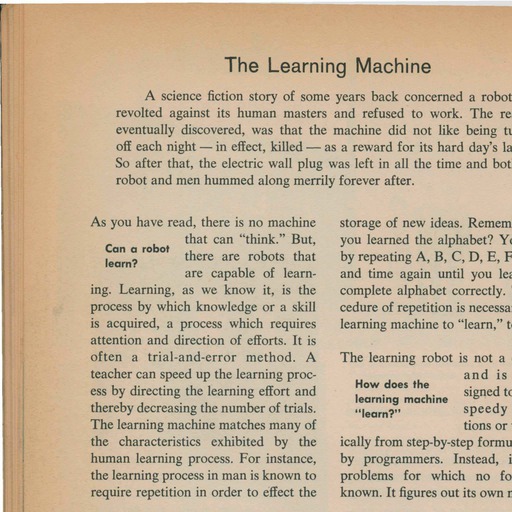 The Learning Machine
A science fiction story of some years back concerned a robot
revolted against its human masters and refused to work. The
eventually discovered, was that the machine did not like being
off each night — in effect, killed — as a reward for its hard day's
So after that, the electric wall plug was left in all the time and
robot and men hummed along merrily forever after.
As you have read, there is no machine
that can "think." But,
Can a robot
learn?
there are robots that
are capable of learn-
ing. Learning, as we know it, is the
process by which knowledge or a skill
is acquired, a process which requires
attention and direction of efforts. It is
often a trial-and-error method. A
teacher can speed up the learning proc-
ess by directing the learning effort and
thereby decreasing the number of trials.
The learning machine matches many of
the characteristics exhibited by the
human learning process. For instance,
the learning process in man is known to
require repetition in order to effect the
storage of new ideas.
you learned the alphabet?
by repeating A, B, C, D, E, F
and time again until you
complete alphabet correctly.
cedure of repetition is
learning machine to "learn,"
The learning robot is not a
and is
How does the
learning machine
"learn?"
signed to
speedy
tions or
ically from step-by-step
by programmers. Instead,
problems for which no
known. It figures out its own